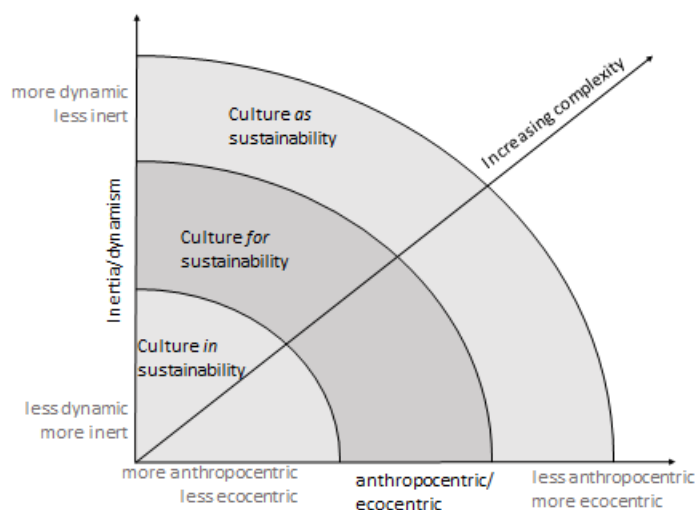 more dynamic
less inert
Culture as
sustainability
Increasing complexity
Culture for
sustainability
Inertia/dynamism
Culture in
sustainability
less dynamic
more inert
more anthropocentric
less ecocentric
anthropocentric/
ecocentric
less anthropocentric
more ecocentric